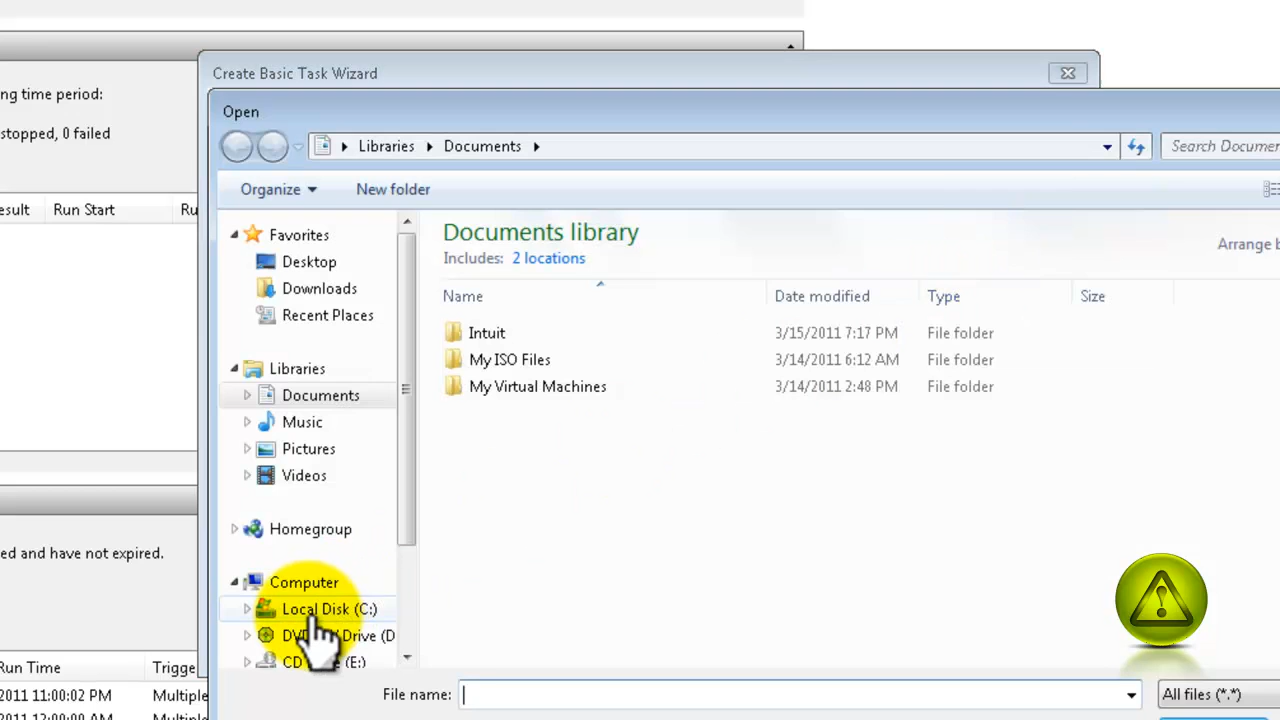 Create Basic Task Wizard
ng time period:
Open
stopped, 0 failed
Libraries Documents
Search Documen
Organize New folder
esult Run Start Ru
Favorites
Desktop
Downloads
Recent Places
Libraries
Documents
Music
Pictures
Videos
Homegroup
Computer
Local Disk (C:)
Drive (D
CD (E:)
Documents library
Includes: 2 locations
Arrange b
Name Date modified Type Size
Intuit 3/15/2011 7:17 PM File folder
My ISO Files 3/14/2011 6:12 AM File folder
My Virtual Machines 3/14/2011 2:48 PM File folder
ed and have not expired.
Run Time Trigge
2011 11:00:02 PM Multiple
File name: All files (*.*)